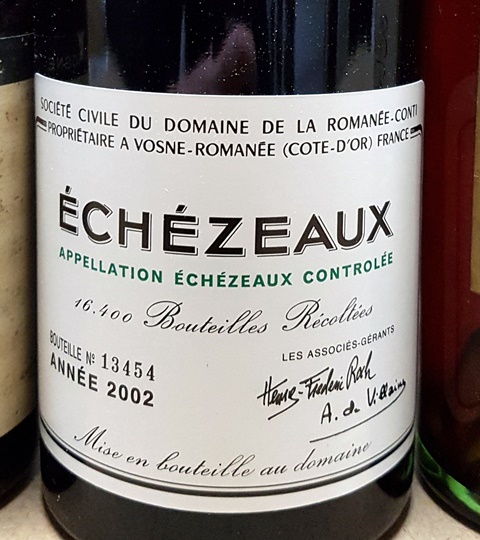 SOCIÉTÉ CIVILE DU DOMAINE DE LA ROMANÉE-CONTI
PROPRIÉTAIRE A VOSNE-ROMANÉE (COTE-D'OR) FRANCE
ÉCHÉZEAUX
APPELLATION ÉCHÉZEAUX CONTROLÉE
16.400 Bouteilles Récoltées
BOUTEILLE Nº 13454
ANNÉE 2002
LES ASSOCIÉS-GÉRANTS
Henry-Frédéric Roch
A. de Villaine
Mise en bouteille au domaine